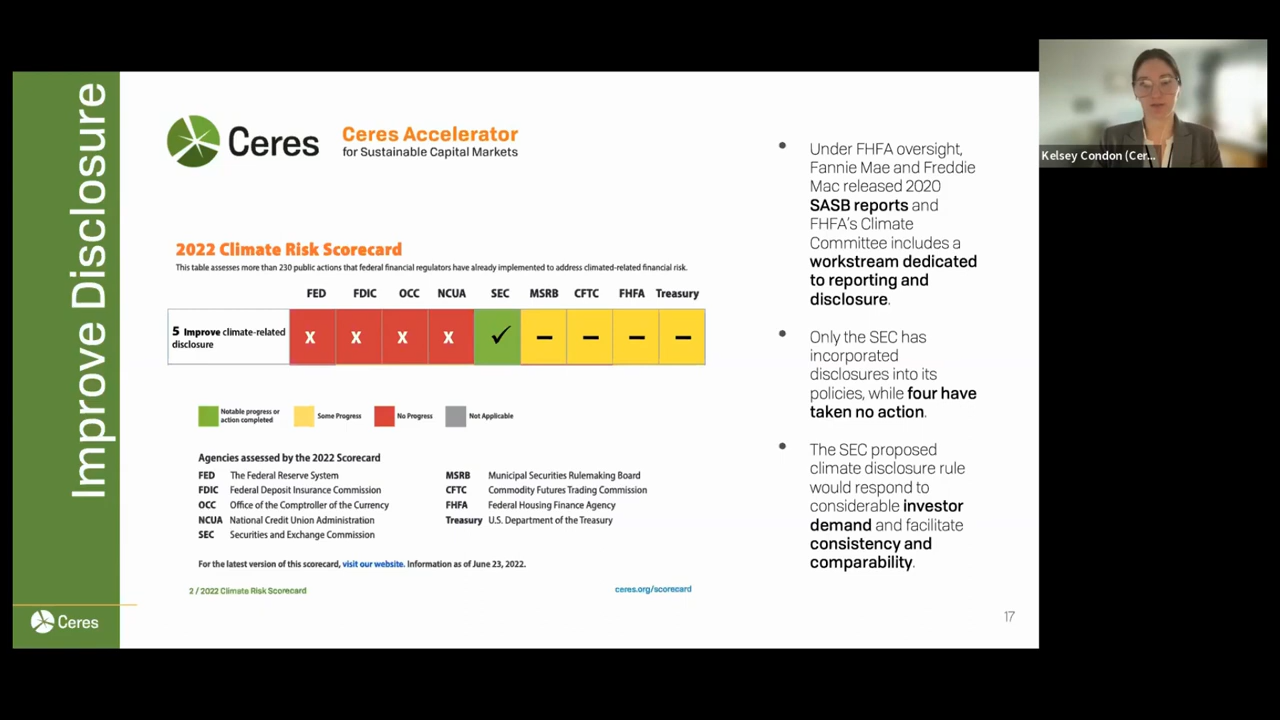 Improve Disclosure
Ceres
Ceres Accelerator
for Sustainable Capital Markets
2022 Climate Risk Scorecard
This table assesses more than 230 public actions that federal financial regulators have already implemented to address climated-related financial risk.
FED FDIC OCC NCUA SEC MSRB CFTC FHFA Treasury
5 Improve climate-related
disclosure
X X X X ✓ – – – –
Notable progress or
action completed
Some Progress
No Progress
Not Applicable
Agencies assessed by the 2022 Scorecard
FED The Federal Reserve System
FDIC Federal Deposit Insurance Commission
OCC Office of the Comptroller of the Currency
NCUA National Credit Union Administration
SEC Securities and Exchange Commission
MSRB Municipal Securities Rulemaking Board
CFTC Commodity Futures Trading Commission
FHFA Federal Housing Finance Agency
Treasury U.S. Department of the Treasury
For the latest version of this scorecard, visit our website. Information as of June 23, 2022.
2 / 2022 Climate Risk Scorecard
ceres.org/scorecard
• Under FHFA oversight,
Fannie Mae and Freddie
Mac released 2020
SASB reports and
FHFA's Climate
Committee includes a
workstream dedicated
to reporting and
disclosure.
• Only the SEC has
incorporated
disclosures into its
policies, while four have
taken no action.
• The SEC proposed
climate disclosure rule
would respond to
considerable investor
demand and facilitate
consistency and
comparability.
17
Ceres
Kelsey Condon (Cer...